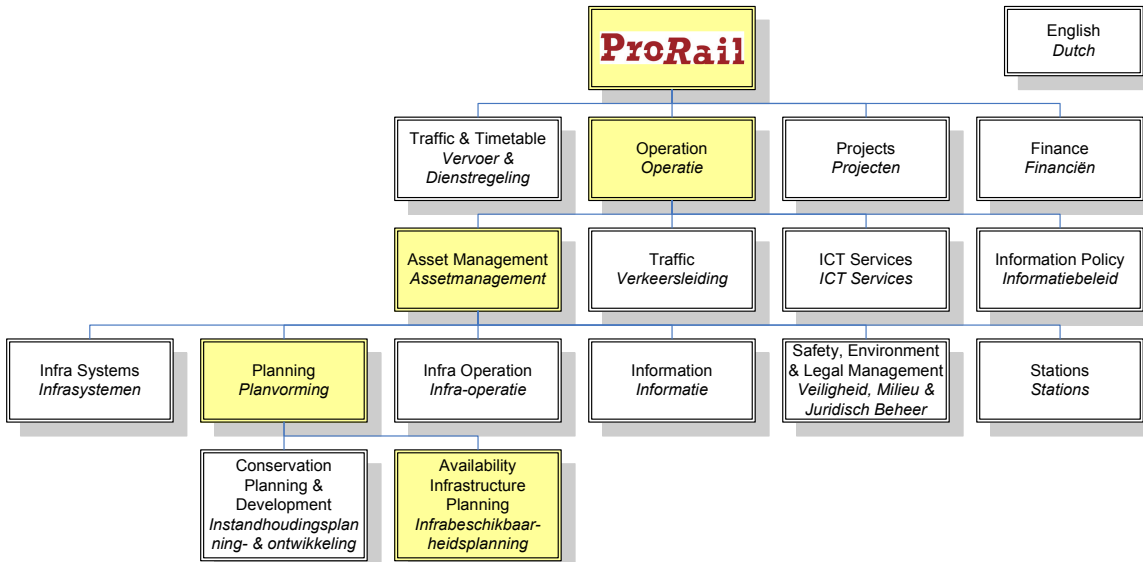 ProRail
English
Dutch
Traffic & Timetable
Vervoer &
Dienstregeling
Operation
Operatie
Projects
Projecten
Finance
Financiën
Asset Management
Assetmanagement
Traffic
Verkeersleiding
ICT Services
ICT Services
Information Policy
Informatiebeleid
Infra Systems
Infrasystemen
Planning
Planvorming
Infra Operation
Infra-operatie
Information
Informatie
Safety, Environment
& Legal Management
Veiligheid, Milieu &
Juridisch Beheer
Stations
Stations
Conservation
Planning &
Development
Instandhoudingsplan
ning- & ontwikkeling
Availability
Infrastructure
Planning
Infrabeschikbaar-
heidsplanning